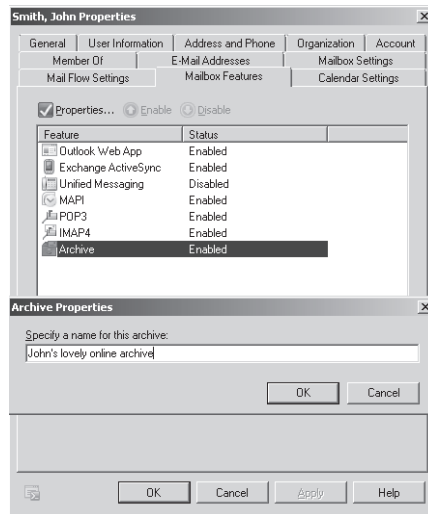 Smith, John Properties
General User Information Address and Phone Organization Account
Member Of E-Mail Addresses Mailbox Settings
Mail Flow Settings Mailbox Features Calendar Settings
Properties... Enable Disable
Feature Status
Outlook Web App Enabled
Exchange ActiveSync Enabled
Unified Messaging Disabled
MAPI Enabled
POP3 Enabled
IMAP4 Enabled
Archive Enabled
Archive Properties
Specify a name for this archive:
John's lovely online archive
OK Cancel
OK Cancel Apply Help